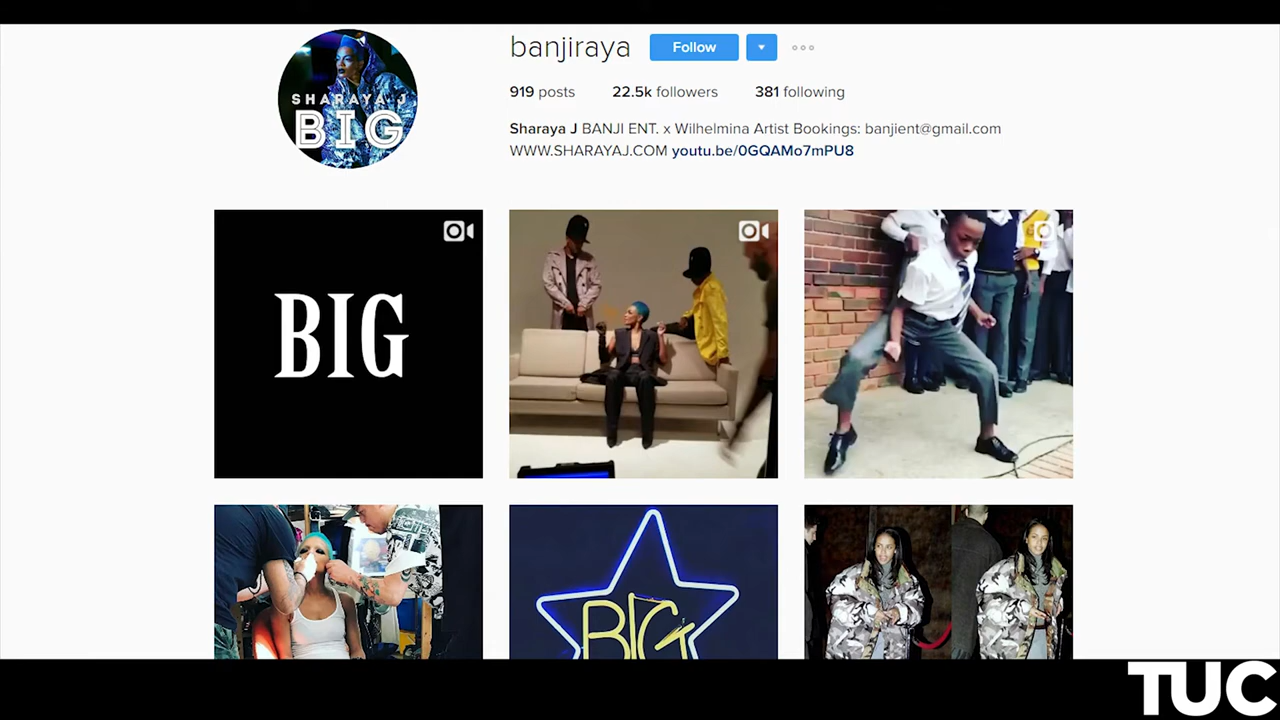 banjiraya Follow
SHARAYA J
BIG
919 posts 22.5k followers 381 following
Sharaya J BANJI ENT. x Wilhelmina Artist Bookings: banjient@gmail.com
WWW.SHARAYAJ.COM youtu.be/0GQAMo7mPU8
BIG
BIG
TUC